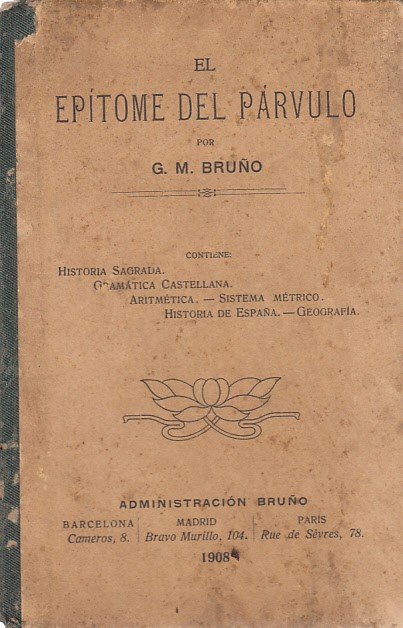 EL
EPÍTOME DEL PÁRVULO
POR
G. M. BRUÑO
CONTIENE:
HISTORIA SAGRADA.
GRAMÁTICA CASTELLANA.
ARITMÉTICA. — SISTEMA MÉTRICO.
HISTORIA DE ESPAÑA. — GEOGRAFÍA.
ADMINISTRACIÓN BRUÑO
BARCELONA MADRID PARÍS
Cameros, 8. Bravo Murillo, 104. Rue de Sèvres, 78.
1908